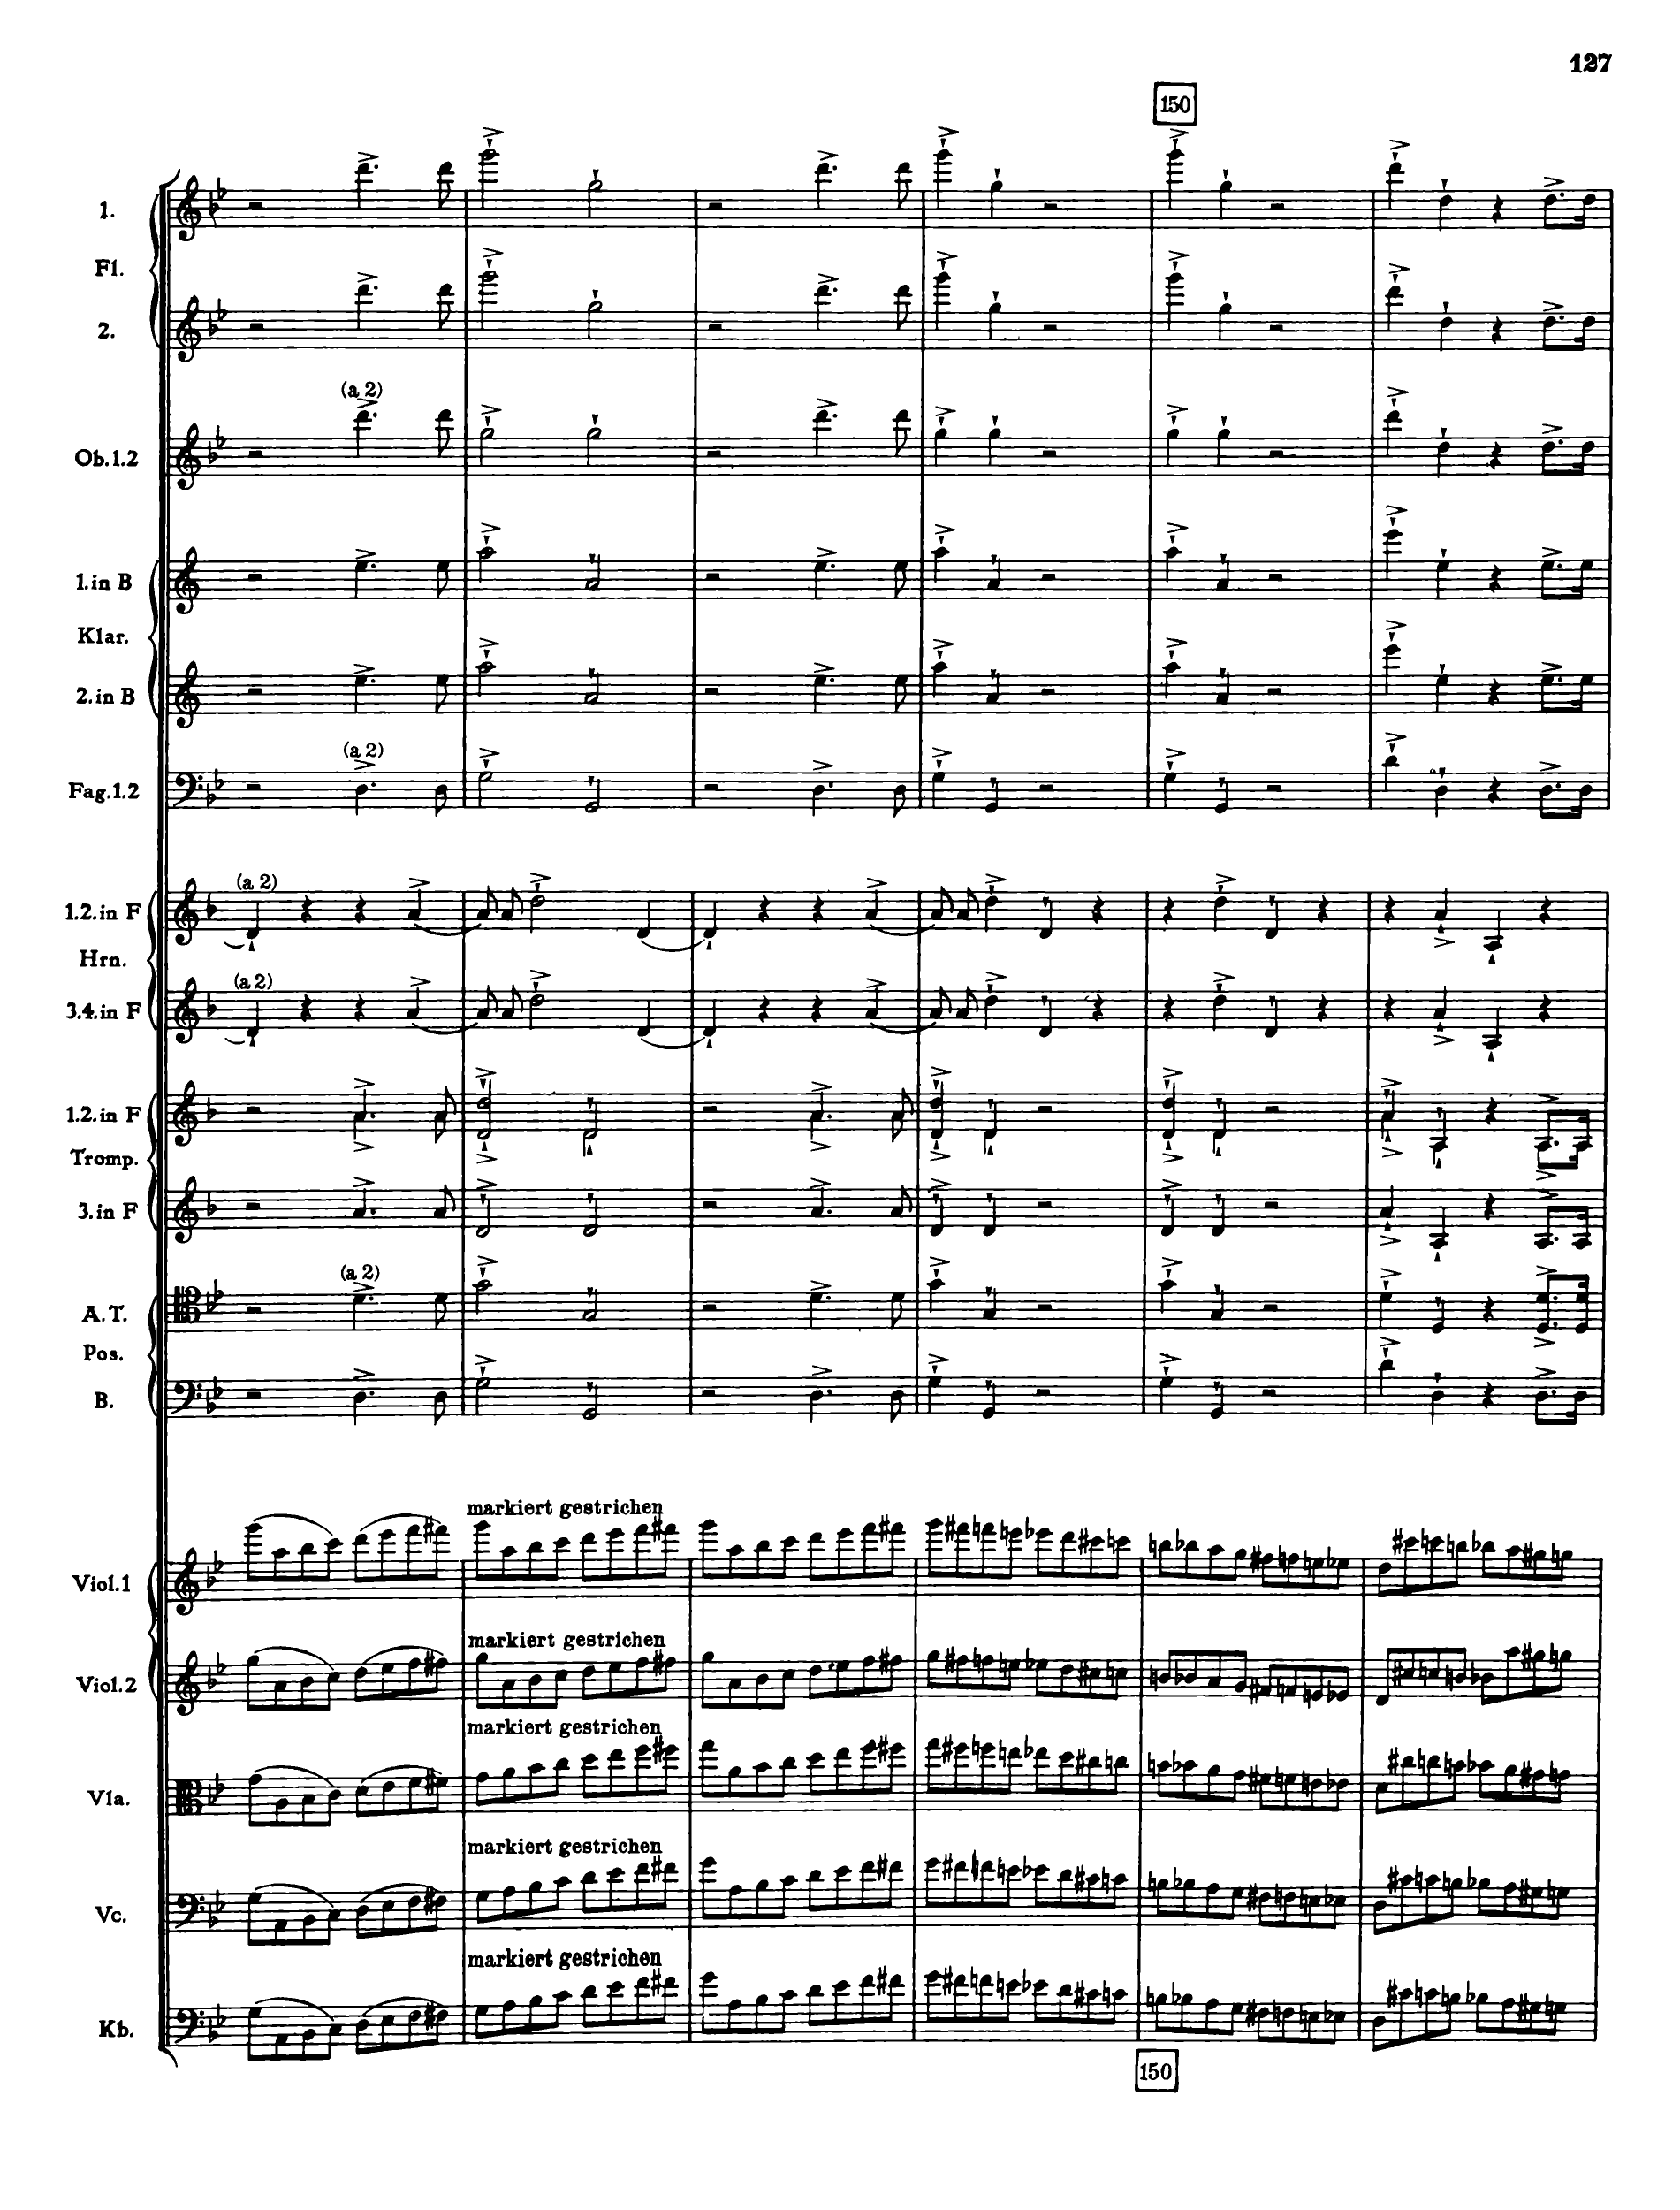 127
150
1.
Fl.
2.
(a 2)
Ob.1.2
1.in B
Klar.
2.in B
(a 2)
Fag.1.2
(a 2)
1.2.in F
Hrn.
(a 2)
3.4.in F
1.2.in F
Tromp.
3.in F
(a 2)
A.T.
Pos.
B.
markiert gestrichen
Viol.1
markiert gestrichen
Viol.2
markiert gestrichen
Vla.
markiert gestrichen
Vc.
markiert gestrichen
Kb.
150